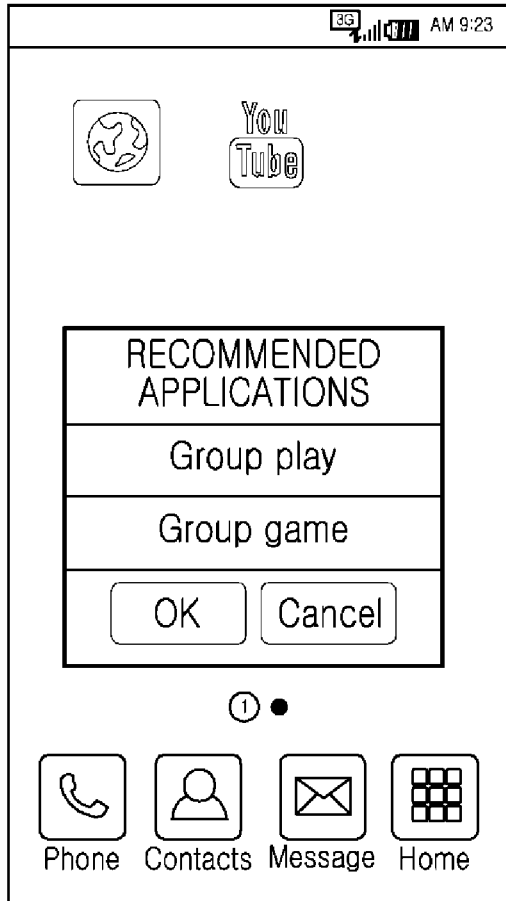 3G AM 9:23
You
Tube
RECOMMENDED
APPLICATIONS
Group play
Group game
OK Cancel
1
Phone Contacts Message Home